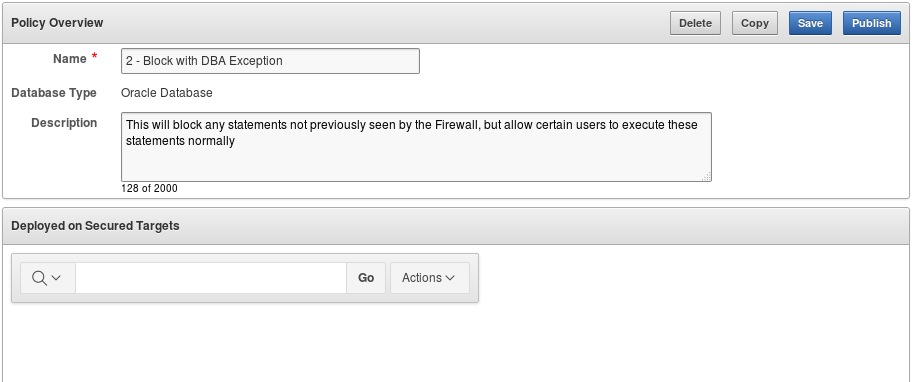 Policy Overview
Delete
Copy
Save
Publish
Name *
2 - Block with DBA Exception
Database Type
Oracle Database
Description
This will block any statements not previously seen by the Firewall, but allow certain users to execute these
statements normally
128 of 2000
Deployed on Secured Targets
Go
Actions